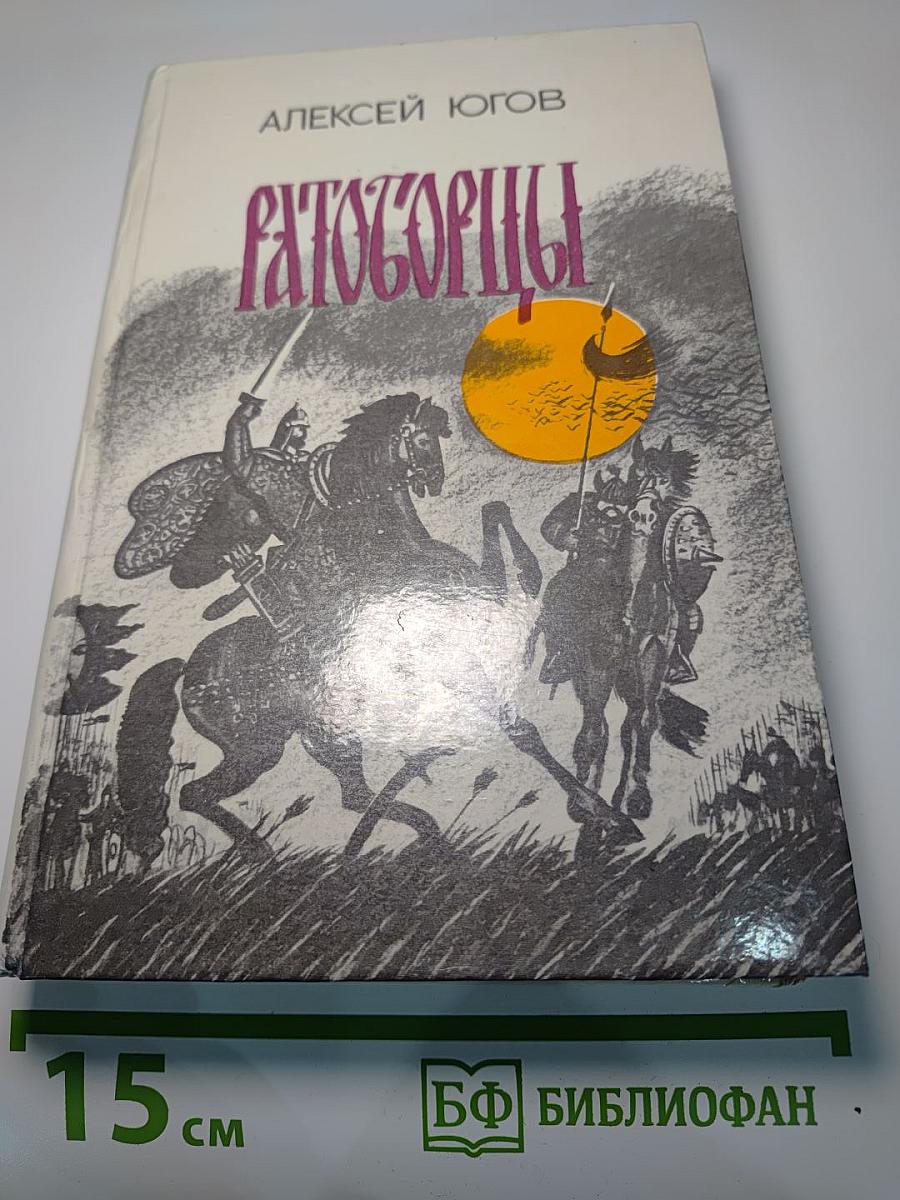 АЛЕКСЕЙ ЮГОВ
РАТОБОРЦЫ
15 см
БФ БИБЛИОФАН